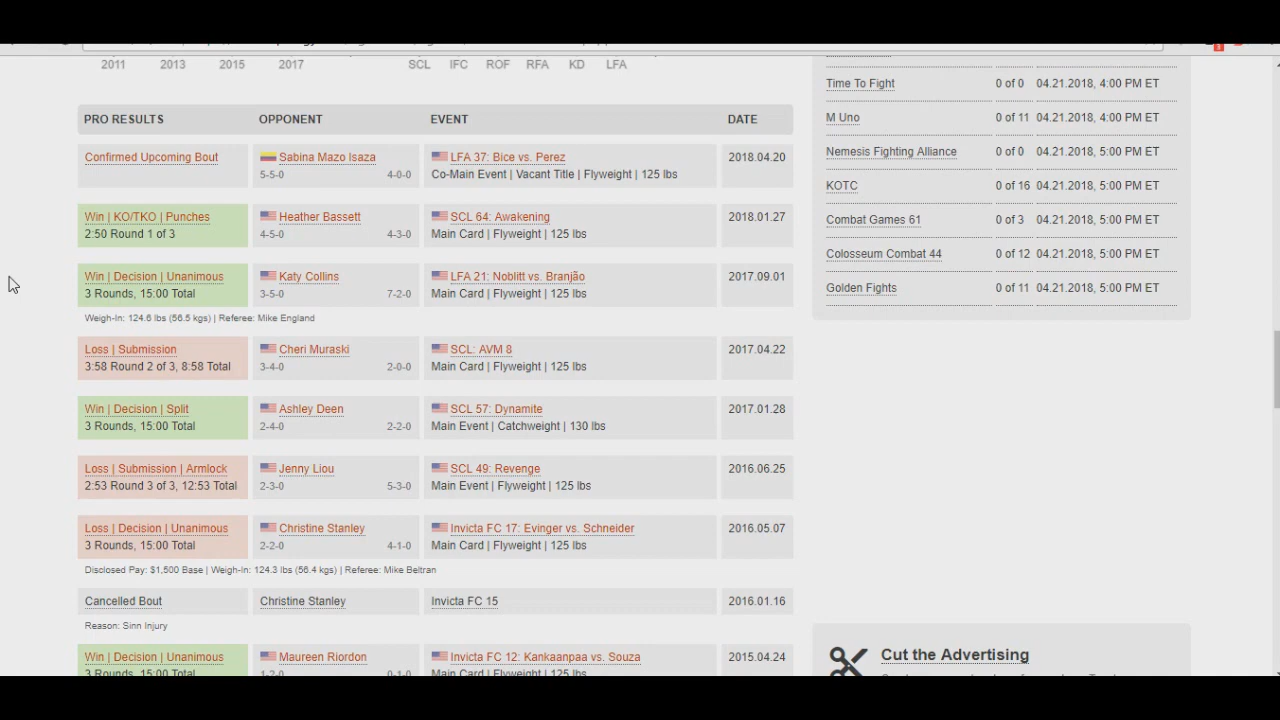 2011 2013 2015 2017 SCL IFC ROF RFA KD LFA
PRO RESULTS OPPONENT EVENT DATE
Confirmed Upcoming Bout Sabina Mazo Isaza LFA 37: Bice vs. Perez 2018.04.20
5-5-0 4-0-0 Co-Main Event | Vacant Title | Flyweight | 125 lbs
Win | KO/TKO | Punches Heather Bassett SCL 64: Awakening 2018.01.27
2:50 Round 1 of 3 4-5-0 4-3-0 Main Card | Flyweight | 125 lbs
Win | Decision | Unanimous Katy Collins LFA 21: Noblitt vs. Branjão 2017.09.01
3 Rounds, 15:00 Total 3-5-0 7-2-0 Main Card | Flyweight | 125 lbs
Weigh-In: 124.6 lbs (56.5 kgs) | Referee: Mike England
Loss | Submission Cheri Muraski SCL: AVM 8 2017.04.22
3:58 Round 2 of 3, 8:58 Total 3-4-0 2-0-0 Main Card | Flyweight | 125 lbs
Win | Decision | Split Ashley Deen SCL 57: Dynamite 2017.01.28
3 Rounds, 15:00 Total 2-4-0 2-2-0 Main Event | Catchweight | 130 lbs
Loss | Submission | Armlock Jenny Liou SCL 49: Revenge 2016.06.25
2:53 Round 3 of 3, 12:53 Total 2-3-0 5-3-0 Main Event | Flyweight | 125 lbs
Loss | Decision | Unanimous Christine Stanley Invicta FC 17: Evinger vs. Schneider 2016.05.07
3 Rounds, 15:00 Total 2-2-0 4-1-0 Main Card | Flyweight | 125 lbs
Disclosed Pay: $1,500 Base | Weigh-In: 124.3 lbs (56.4 kgs) | Referee: Mike Beltran
Cancelled Bout Christine Stanley Invicta FC 15 2016.01.16
Reason: Sinn Injury
Win | Decision | Unanimous Maureen Riordon Invicta FC 12: Kankaanpaa vs. Souza 2015.04.24
3 Rounds, 15:00 Total 1-2-0 0-1-0 Main Card | Flyweight | 125 lbs
Time To Fight 0 of 0 04.21.2018, 4:00 PM ET
M Uno 0 of 11 04.21.2018, 4:00 PM ET
Nemesis Fighting Alliance 0 of 0 04.21.2018, 5:00 PM ET
KOTC 0 of 16 04.21.2018, 5:00 PM ET
Combat Games 61 0 of 3 04.21.2018, 5:00 PM ET
Colosseum Combat 44 0 of 12 04.21.2018, 5:00 PM ET
Golden Fights 0 of 11 04.21.2018, 5:00 PM ET
Cut the Advertising